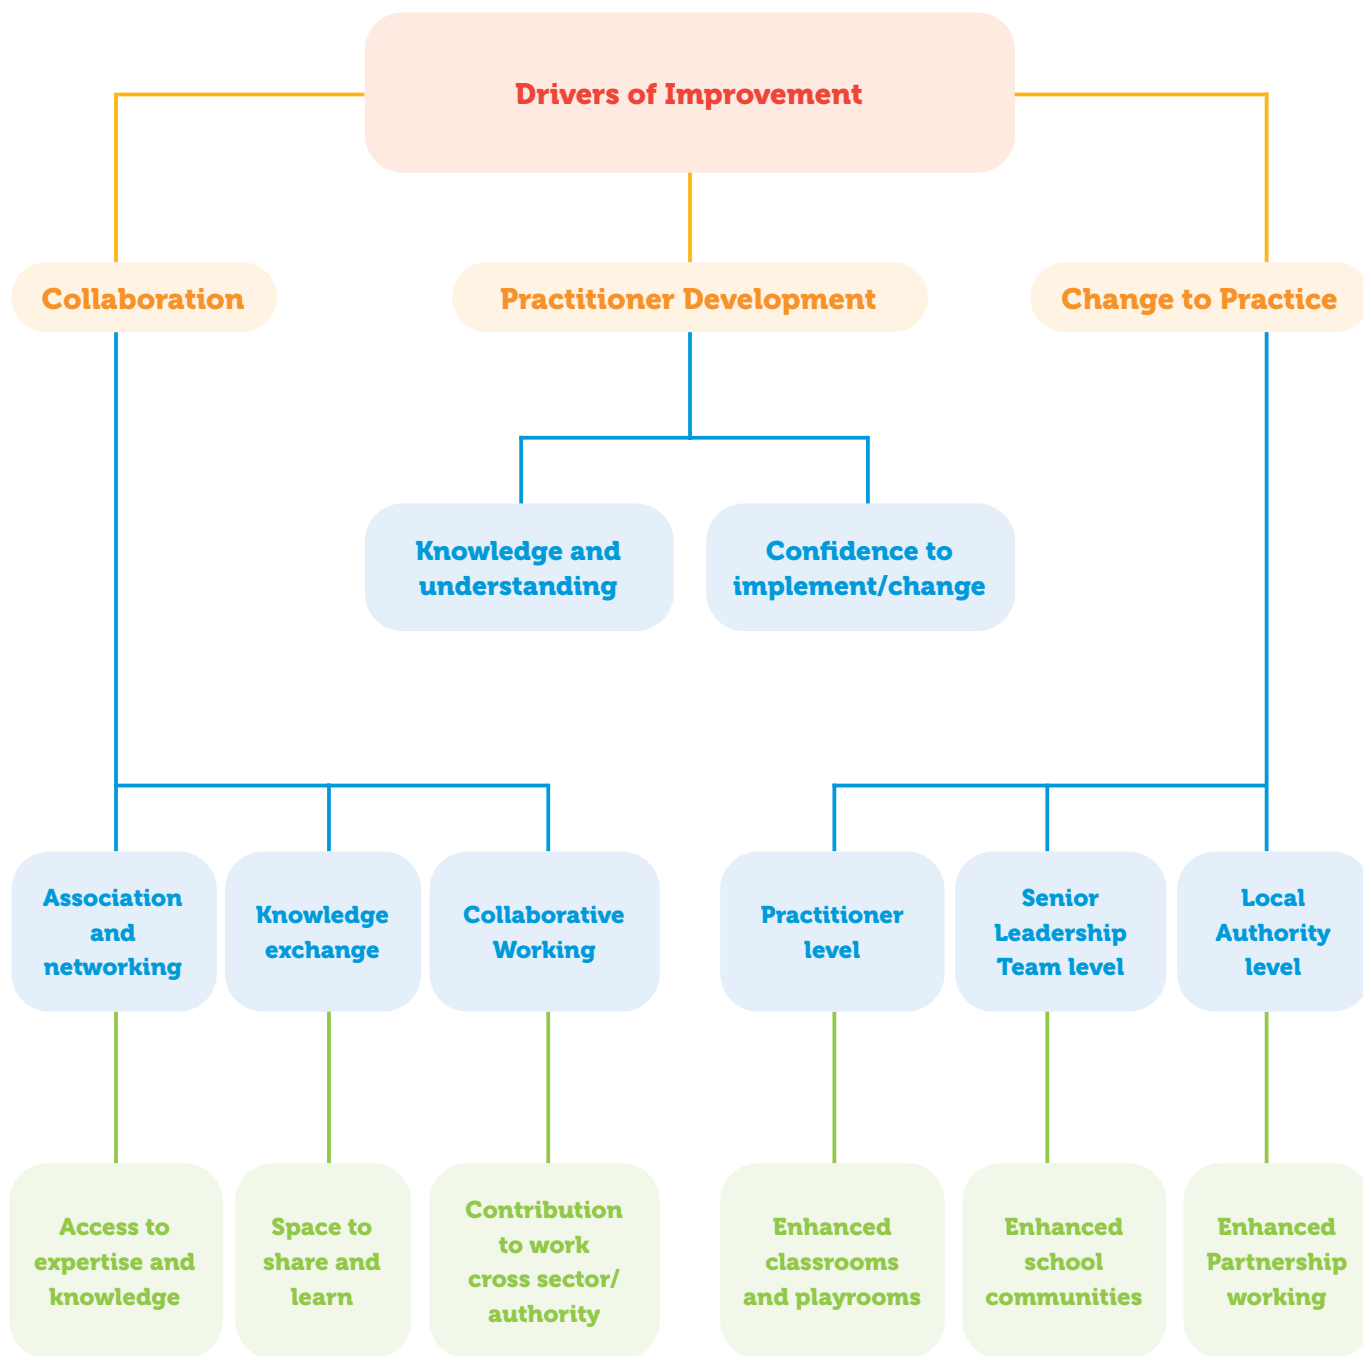 Drivers of Improvement
Collaboration
Practitioner Development
Change to Practice
Knowledge and
understanding
Confidence to
implement/change
Association
and
networking
Knowledge
exchange
Collaborative
Working
Practitioner
level
Senior
Leadership
Team level
Local
Authority
level
Access to
expertise and
knowledge
Space to
share and
learn
Contribution
to work
cross sector/
authority
Enhanced
classrooms
and playrooms
Enhanced
school
communities
Enhanced
Partnership
working